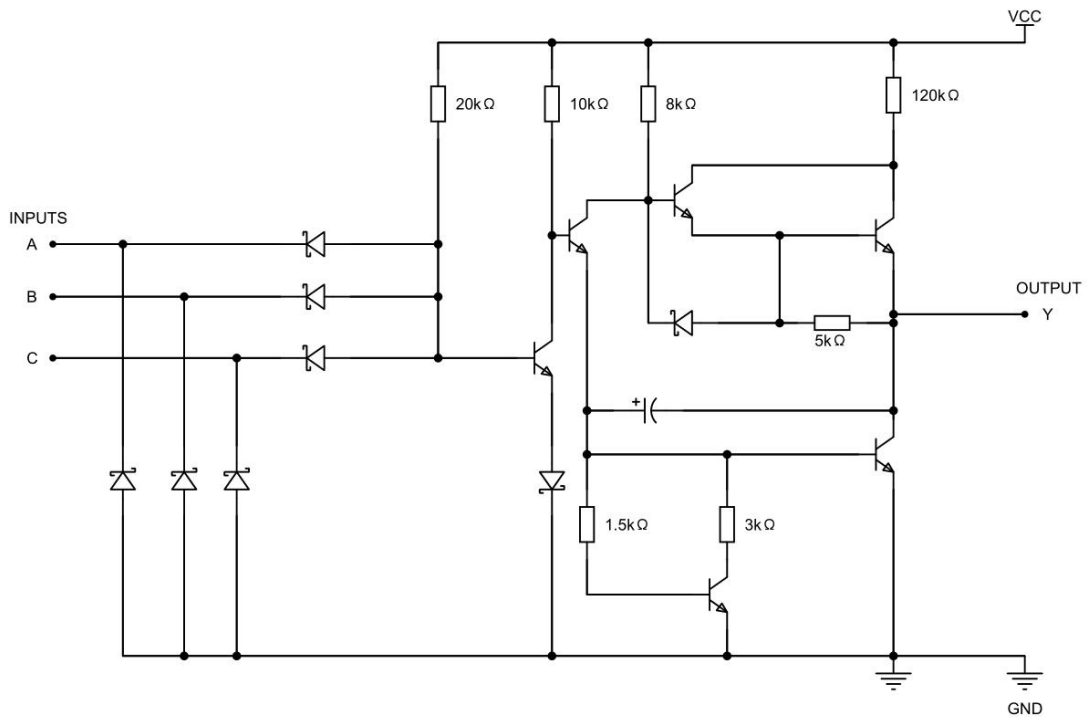 VCC
20kΩ 10kΩ 8kΩ 120kΩ
INPUTS
A
B
OUTPUT
Y
5kΩ
C
+
1.5kΩ 3kΩ
GND